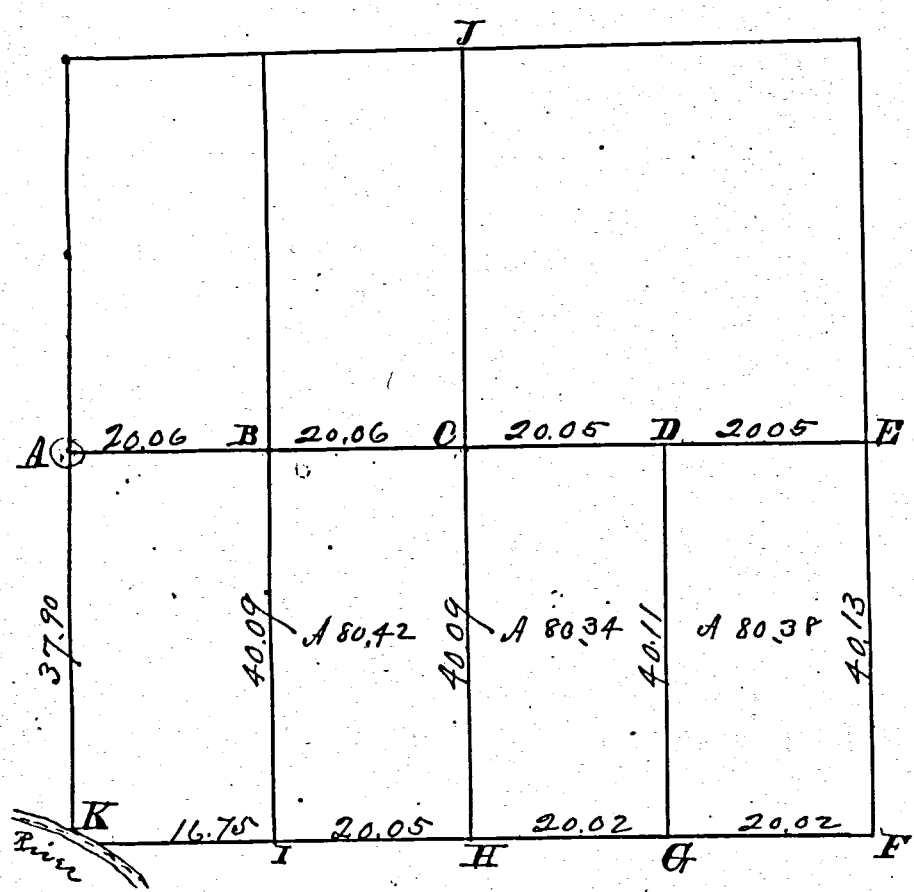 J
A 20.06 B 20.06 C 20.05 D 2005 E
37.90 40.09 A 80,42 40.09 A 80,34 40.11 A 80,38 40.13
K 16.75 20.05 20.02 20.02 F
River I H G